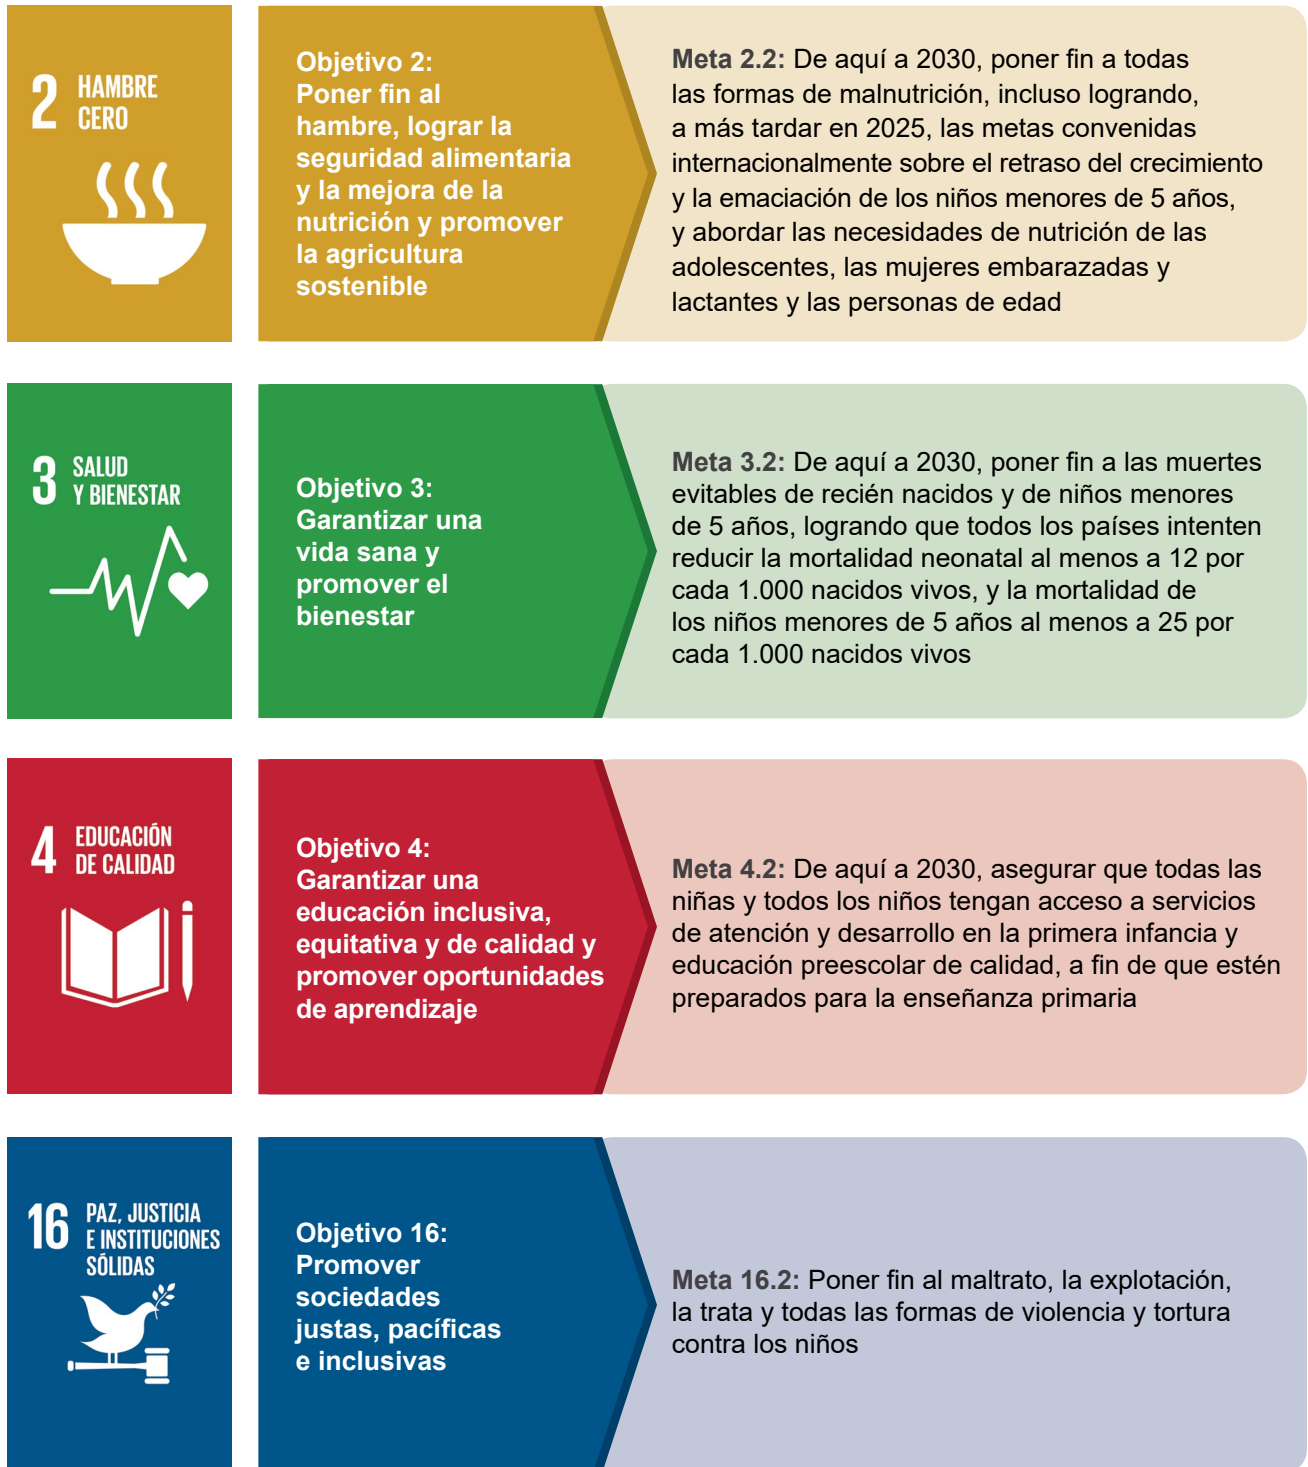 2 HAMBRE
CERO
Objetivo 2:
Poner fin al
hambre, lograr la
seguridad alimentaria
y la mejora de la
nutrición y promover
la agricultura
sostenible
Meta 2.2: De aquí a 2030, poner fin a todas
las formas de malnutrición, incluso logrando,
a más tardar en 2025, las metas convenidas
internacionalmente sobre el retraso del crecimiento
y la emaciación de los niños menores de 5 años,
y abordar las necesidades de nutrición de las
adolescentes, las mujeres embarazadas y
lactantes y las personas de edad
3 SALUD
Y BIENESTAR
Objetivo 3:
Garantizar una
vida sana y
promover el
bienestar
Meta 3.2: De aquí a 2030, poner fin a las muertes
evitables de recién nacidos y de niños menores
de 5 años, logrando que todos los países intenten
reducir la mortalidad neonatal al menos a 12 por
cada 1.000 nacidos vivos, y la mortalidad de
los niños menores de 5 años al menos a 25 por
cada 1.000 nacidos vivos
4 EDUCACIÓN
DE CALIDAD
Objetivo 4:
Garantizar una
educación inclusiva,
equitativa y de calidad y
promover oportunidades
de aprendizaje
Meta 4.2: De aquí a 2030, asegurar que todas las
niñas y todos los niños tengan acceso a servicios
de atención y desarrollo en la primera infancia y
educación preescolar de calidad, a fin de que estén
preparados para la enseñanza primaria
16 PAZ, JUSTICIA
E INSTITUCIONES
SÓLIDAS
Objetivo 16:
Promover
sociedades
justas, pacíficas
e inclusivas
Meta 16.2: Poner fin al maltrato, la explotación,
la trata y todas las formas de violencia y tortura
contra los niños